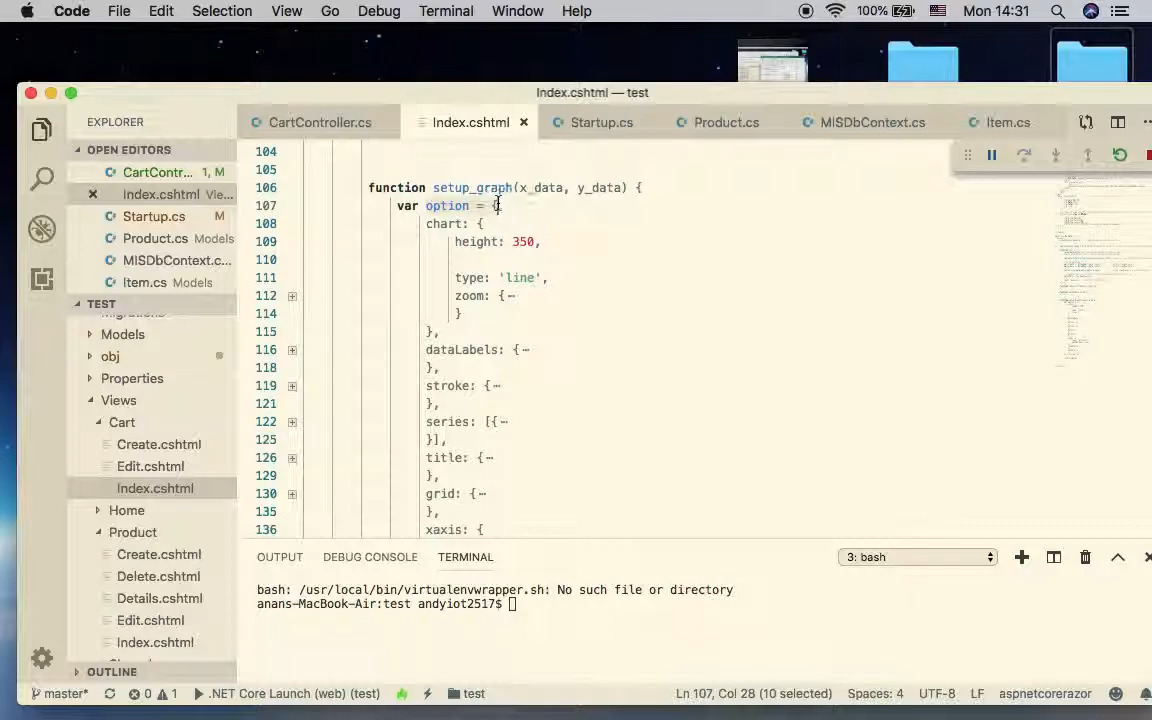 Code File Edit Selection View Go Debug Terminal Window Help 100% Mon 14:31
Index.cshtml — test
EXPLORER
CartController.cs Index.cshtml Startup.cs Product.cs MISDbContext.cs Item.cs
OPEN EDITORS
CartContr... 1, M
Index.cshtml Vie...
Startup.cs M
Product.cs Models
MISDbContext.c...
Item.cs Models
TEST
Models
obj
Properties
Views
Cart
Create.cshtml
Edit.cshtml
Index.cshtml
Home
Product
Create.cshtml
Delete.cshtml
Details.cshtml
Edit.cshtml
Index.cshtml
OUTLINE
104
105
106 function setup_graph(x_data, y_data) {
107 var option = {
108 chart: {
109 height: 350,
110
111 type: 'line',
112 zoom: {···
114 }
115 },
116 dataLabels: {···
118 },
119 stroke: {···
121 },
122 series: [{···
125 }],
126 title: {···
129 },
130 grid: {···
135 },
136 xaxis: {
OUTPUT DEBUG CONSOLE TERMINAL 3: bash
bash: /usr/local/bin/virtualenvwrapper.sh: No such file or directory
anans-MacBook-Air:test andyiot2517$
master* 0 1 .NET Core Launch (web) (test) test Ln 107, Col 28 (10 selected) Spaces: 4 UTF-8 LF aspnetcorerazor